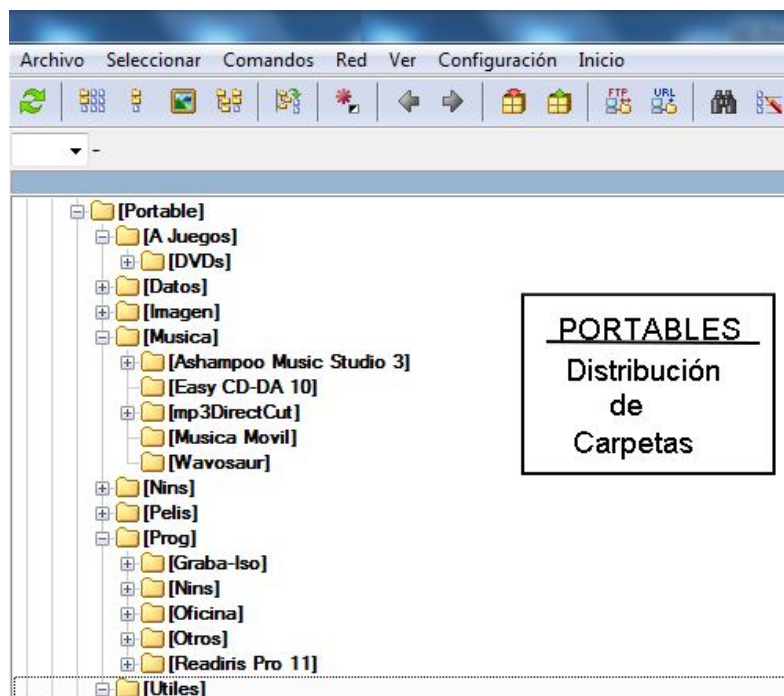 Archivo Seleccionar Comandos Red Ver Configuración Inicio
FTP URL
-
[Portable]
[A Juegos]
[DVDs]
[Datos]
[Imagen]
[Musica]
[Ashampoo Music Studio 3]
[Easy CD-DA 10]
[mp3DirectCut]
[Musica Movil]
[Wavosaur]
[Nins]
[Pelis]
[Prog]
[Graba-Iso]
[Nins]
[Oficina]
[Otros]
[Readiris Pro 11]
[Utiles]
PORTABLES
Distribución
de
Carpetas